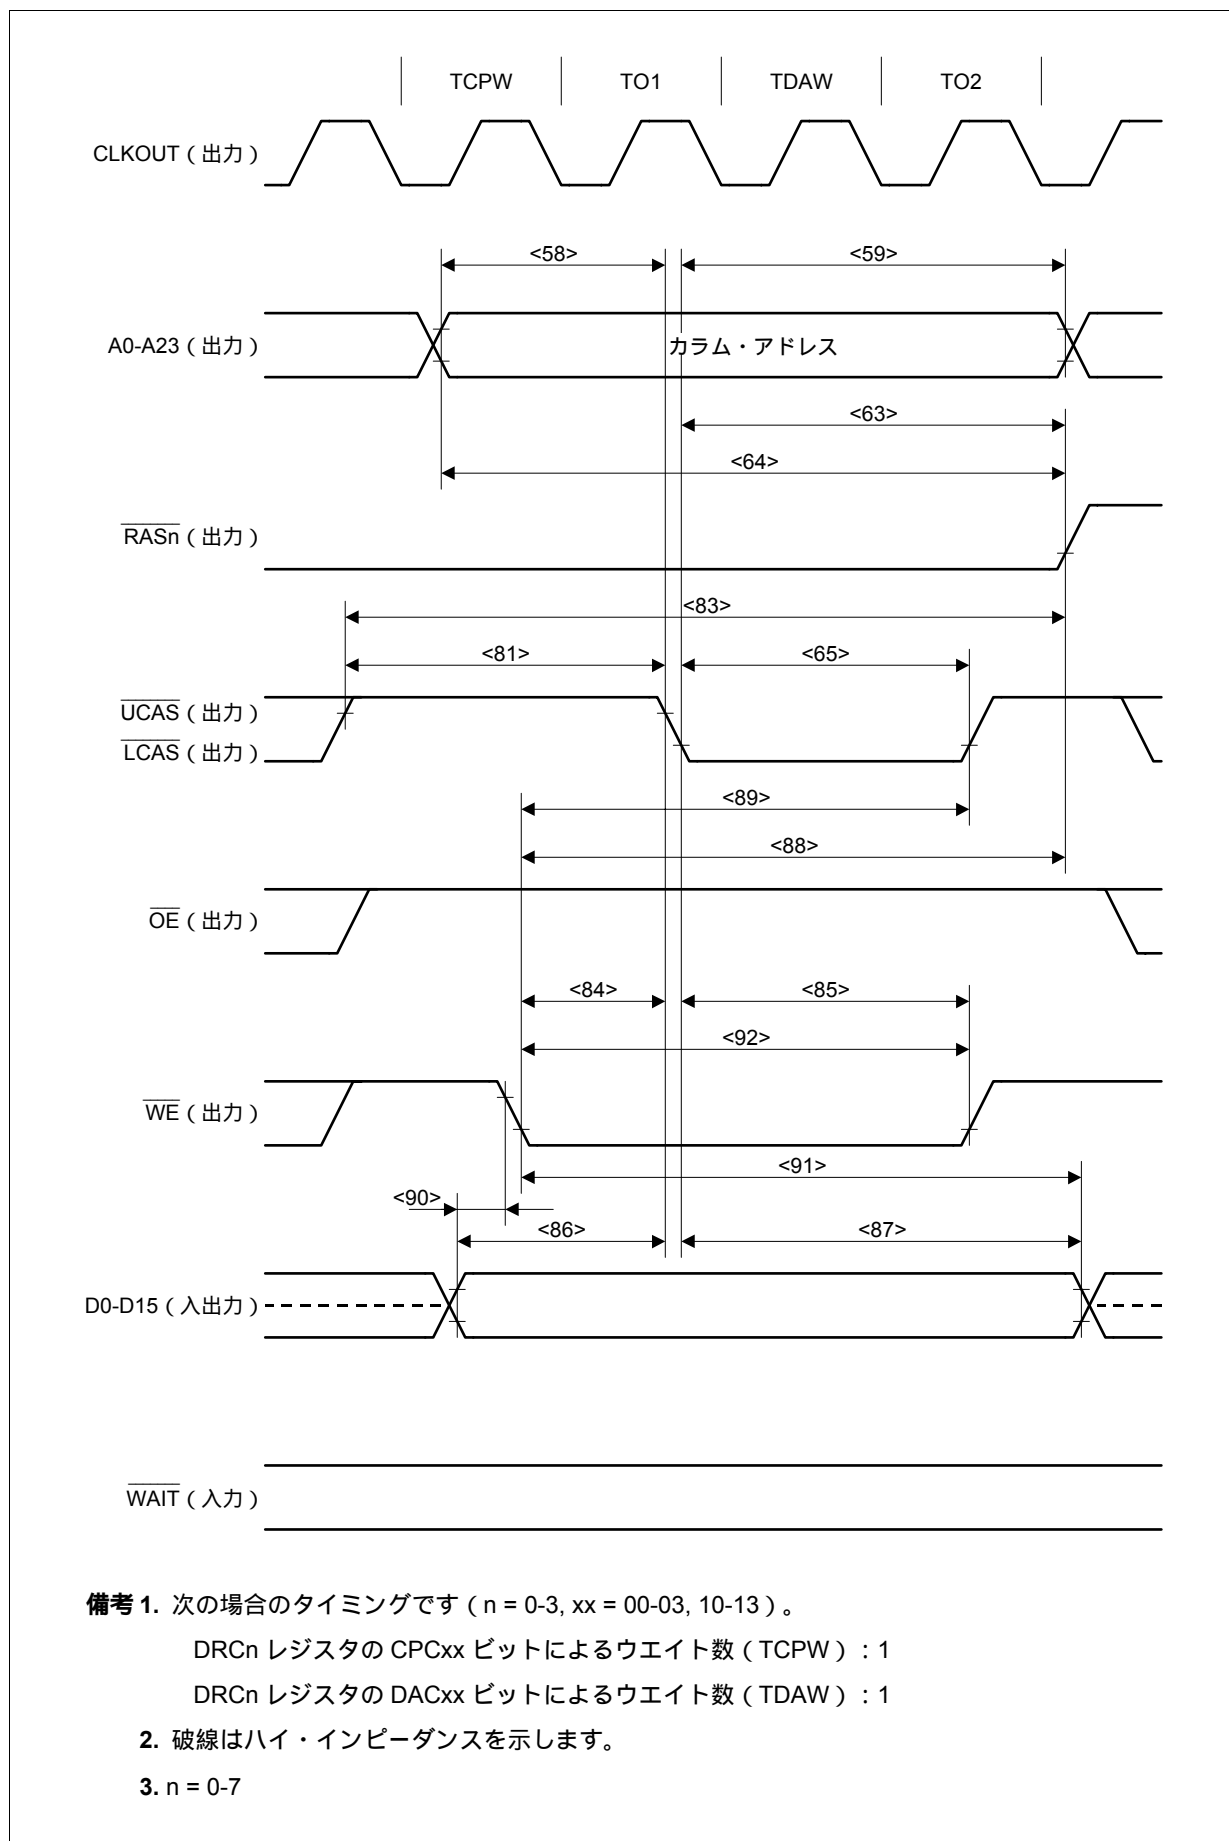 TCPW TO1 TDAW TO2
CLKOUT（出力）
<58> <59>
A0-A23（出力） カラム・アドレス
<63>
<64>
RASn（出力）
<83>
<81> <65>
UCAS（出力）
LCAS（出力）
<89>
<88>
OE（出力）
<84> <85>
<92>
WE（出力）
<91>
<90>
<86> <87>
D0-D15（入出力）
WAIT（入力）
備考 1. 次の場合のタイミングです（n = 0-3, xx = 00-03, 10-13）。
DRCn レジスタの CPCxx ビットによるウエイト数（TCPW）：1
DRCn レジスタの DACxx ビットによるウエイト数（TDAW）：1
2. 破線はハイ・インピーダンスを示します。
3. n = 0-7